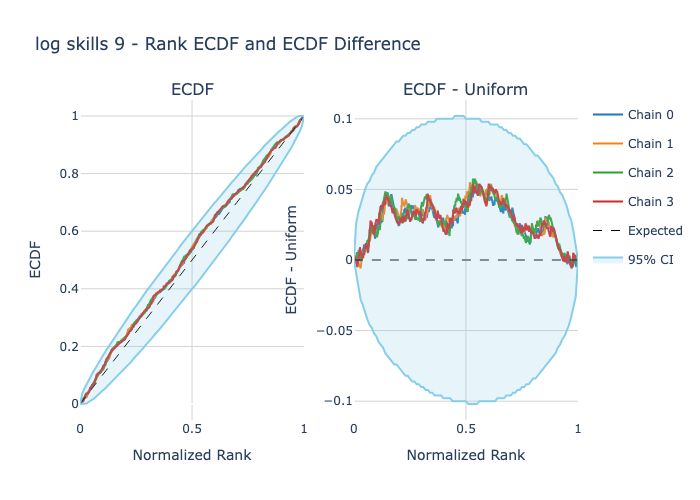 log skills 9 - Rank ECDF and ECDF Difference
ECDF
ECDF - Uniform
1
0.8
0.6
0.4
0.2
0
ECDF
0
0.5
1
Normalized Rank
0.1
0.05
0
−0.05
−0.1
ECDF - Uniform
0
0.5
1
Normalized Rank
Chain 0
Chain 1
Chain 2
Chain 3
Expected
95% CI